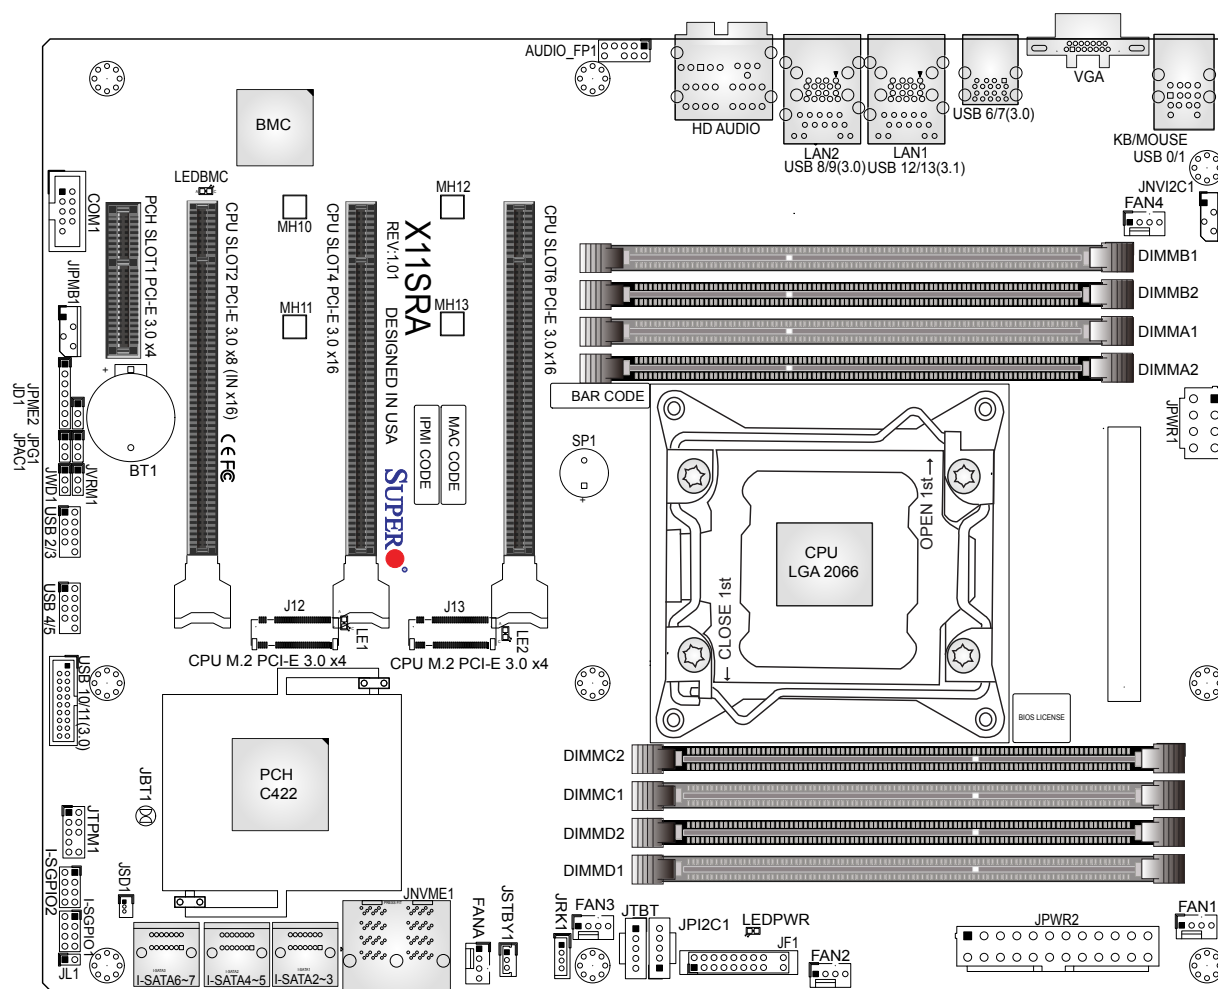 AUDIO_FP1
HD AUDIO
LAN2
USB 8/9(3.0)
LAN1
USB 12/13(3.1)
USB 6/7(3.0)
VGA
KB/MOUSE
USB 0/1
BMC
LEDBMC
COM1
PCH SLOT1 PCI-E 3.0 x4
CPU SLOT2 PCI-E 3.0 x8 (IN x16)
MH10
MH11
CPU SLOT4 PCI-E 3.0 x16
MH12
MH13
X11SRA
REV:1.01
DESIGNED IN USA
CPU SLOT6 PCI-E 3.0 x16
JNVI2C1
FAN4
DIMMB1
DIMMB2
DIMMA1
DIMMA2
JIPMB1
JPME2
JD1
JPG1
JPAC1
JVRM1
JWD1
BT1
CE FC
IPMI CODE
MAC CODE
SUPER
BAR CODE
SP1
JPWR1
OPEN 1st
CPU
LGA 2066
CLOSE 1st
USB 2/3
USB 4/5
J12
LE1
CPU M.2 PCI-E 3.0 x4
J13
LE2
CPU M.2 PCI-E 3.0 x4
USB 10/11(3.0)
BIOS LICENSE
PCH
C422
JBT1
DIMMC2
DIMMC1
DIMMD2
DIMMD1
JTPM1
I-SGPIO2
I-SGPIO1
JL1
JSD1
I-SATA6~7
I-SATA4~5
I-SATA2~3
JNVME1
PRESS FIT
FANA
JSTBY1
JRK1
FAN3
JTBT
JPI2C1
LEDPWR
JF1
FAN2
JPWR2
FAN1